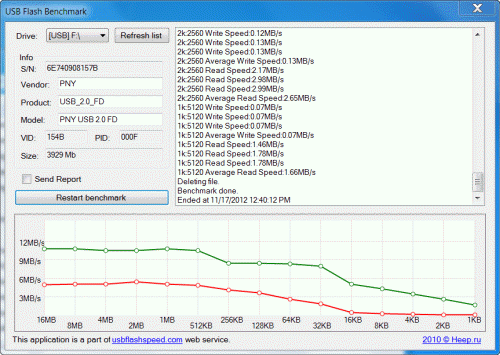 USB Flash Benchmark
Drive: [USB] F:\ Refresh list
Info
S/N: 6E740908157B
Vendor: PNY
Product: USB_2.0_FD
Model: PNY USB 2.0 FD
VID: 154B PID: 000F
Size: 3929 Mb
Send Report
Restart benchmark
2k:2560 Write Speed:0.12MB/s
2k:2560 Write Speed:0.13MB/s
2k:2560 Write Speed:0.13MB/s
2k:2560 Average Write Speed:0.13MB/s
2k:2560 Read Speed:2.17MB/s
2k:2560 Read Speed:2.98MB/s
2k:2560 Read Speed:2.99MB/s
2k:2560 Average Read Speed:2.65MB/s
1k:5120 Write Speed:0.07MB/s
1k:5120 Write Speed:0.07MB/s
1k:5120 Write Speed:0.07MB/s
1k:5120 Average Write Speed:0.07MB/s
1k:5120 Read Speed:1.46MB/s
1k:5120 Read Speed:1.78MB/s
1k:5120 Read Speed:1.78MB/s
1k:5120 Average Read Speed:1.66MB/s
Deleting file.
Benchmark done.
Ended at 11/17/2012 12:40:12 PM
12MB/s
9MB/s
6MB/s
3MB/s
16MB 4MB 1MB 256KB 64KB 16KB 4KB 1KB
8MB 2MB 512KB 128KB 32KB 8KB 2KB
This application is a part of usbflashspeed.com web service. 2010 © Heep.ru